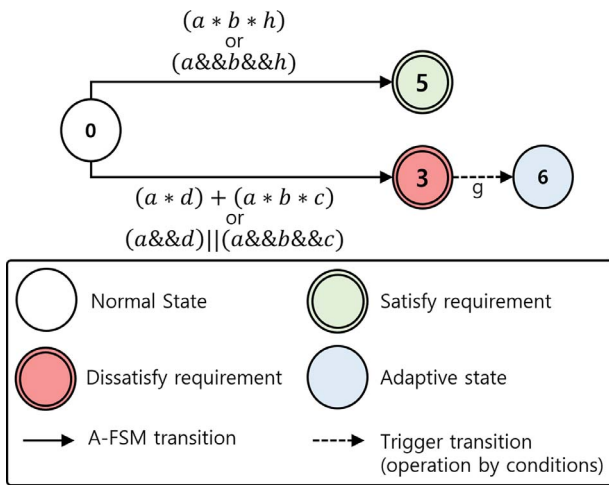 (a * b * h)
or
(a&&b&&h)
5
0
3
6
g
(a * d) + (a * b * c)
or
(a&&d)||(a&&b&&c)
Normal State
Satisfy requirement
Dissatisfy requirement
Adaptive state
A-FSM transition
Trigger transition
(operation by conditions)